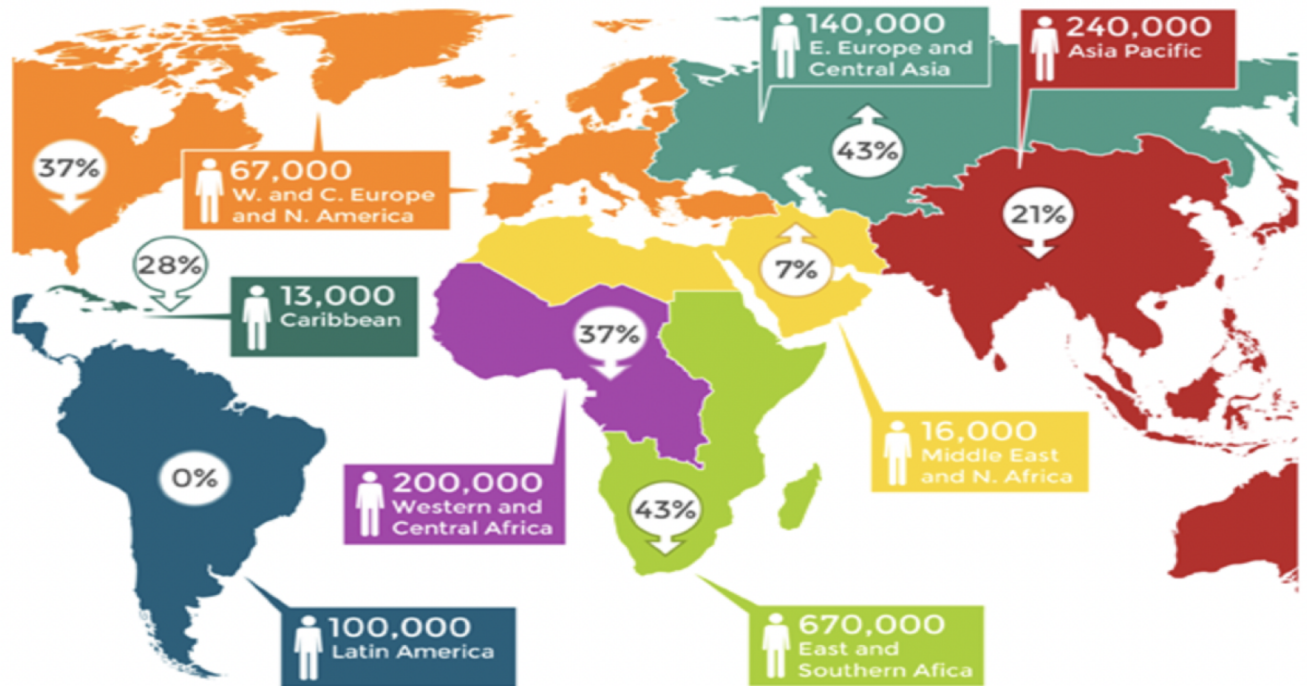 140,000
E. Europe and
Central Asia
240,000
Asia Pacific
37%
67,000
W. and C. Europe
and N. America
43%
21%
28%
13,000
Caribbean
7%
37%
0%
200,000
Western and
Central Africa
43%
16,000
Middle East
and N. Africa
100,000
Latin America
670,000
East and
Southern Afica